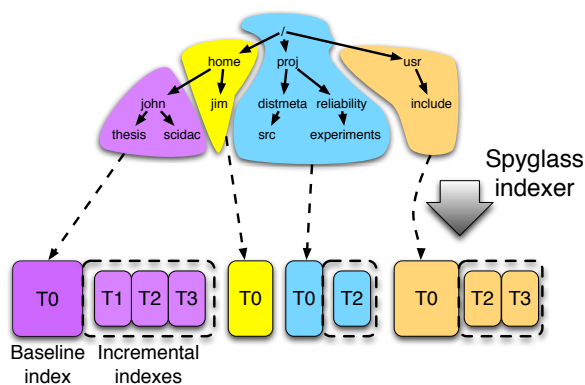 /
home
proj
usr
john
jim
distmeta
reliability
include
thesis
scidac
src
experiments
Spyglass
indexer
T0
T1
T2
T3
T0
T0
T2
T0
T2
T3
Baseline
index
Incremental
indexes